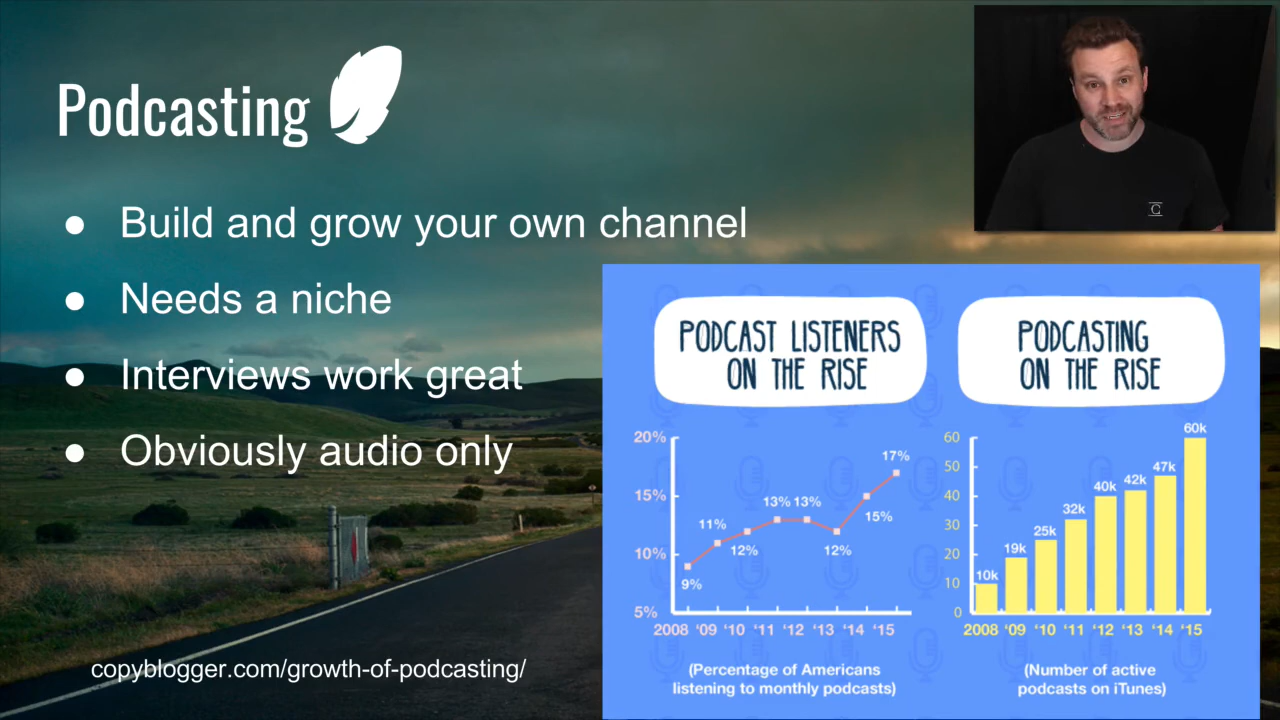 Podcasting
● Build and grow your own channel
● Needs a niche
● Interviews work great
● Obviously audio only
copyblogger.com/growth-of-podcasting/
C
PODCAST LISTENERS
ON THE RISE
20%
15%
10%
5%
9%
11%
12%
13%
13%
12%
15%
17%
2008 '09 '10 '11 '12 '13 '14 '15
(Percentage of Americans
listening to monthly podcasts)
PODCASTING
ON THE RISE
60
50
40
30
20
10
0
10k
19k
25k
32k
40k
42k
47k
60k
2008 '09 '10 '11 '12 '13 '14 '15
(Number of active
podcasts on iTunes)